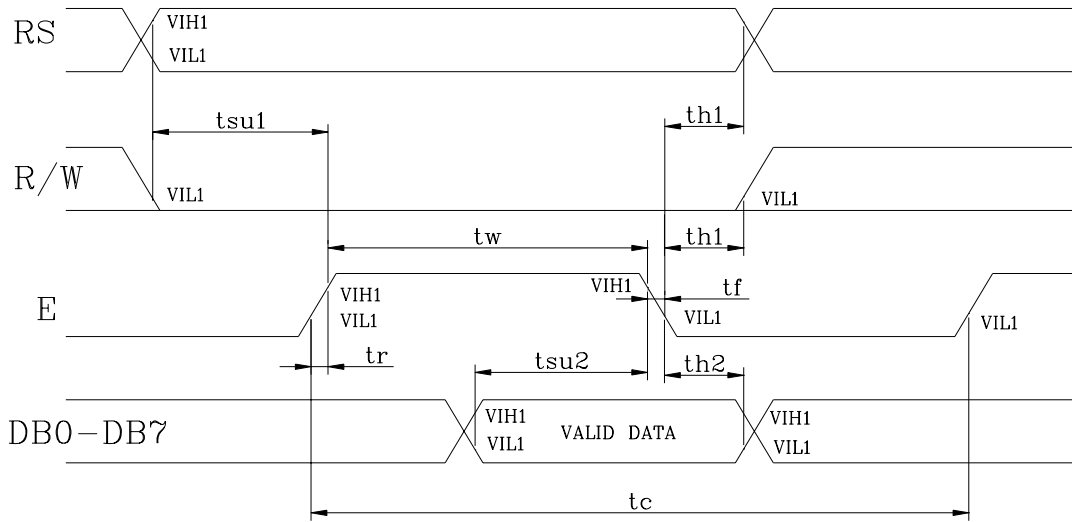 RS
VIH1
VIL1
tsu1
th1
R/W
VIL1
VIL1
tw
th1
E
VIH1
VIL1
VIH1
tf
VIL1
VIL1
tr
tsu2
th2
DB0-DB7
VIH1
VIL1
VALID DATA
VIH1
VIL1
tc